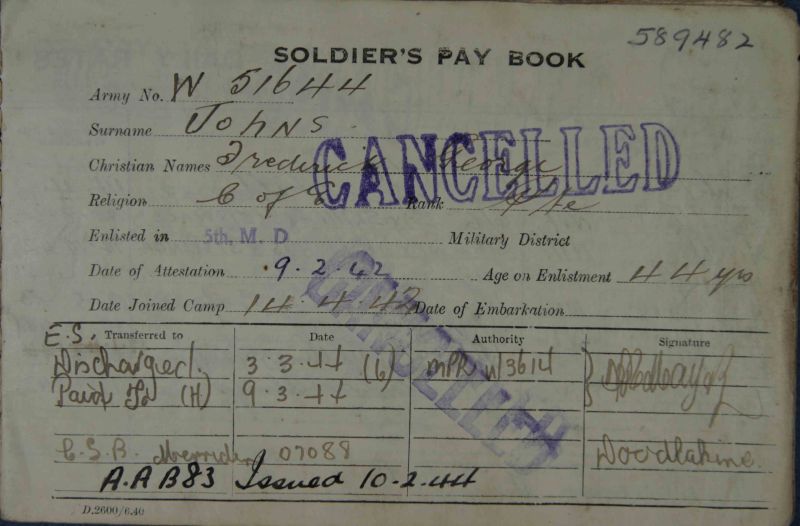 589482
SOLDIER'S PAY BOOK
Army No. W 51644
Surname Johns
Christian Names Frederick George
CANCELLED
Religion C of E Rank Pte
Enlisted in 5th. M. D Military District
Date of Attestation 9.2.42 Age on Enlistment 44 yrs
Date Joined Camp 14.4.42 Date of Embarkation
CANCELLED
E.S. Transferred to Date Authority Signature
Discharged. 3.3.44 (6) W/3614
Paid To (H) 9.3.44
C.S.B. Merriden 07088
A.A B83 Issued 10-2-44
D.2600/6.40